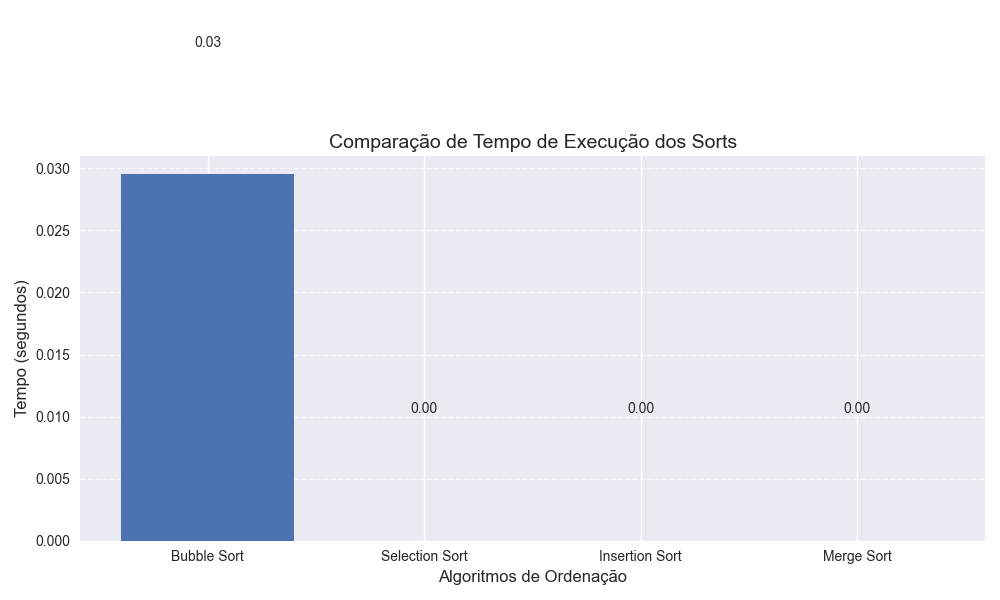 0.03
Comparação de Tempo de Execução dos Sorts
0.030
0.025
0.020
0.015
0.010
0.005
0.000
Tempo (segundos)
0.00
0.00
0.00
Bubble Sort
Selection Sort
Insertion Sort
Merge Sort
Algoritmos de Ordenação